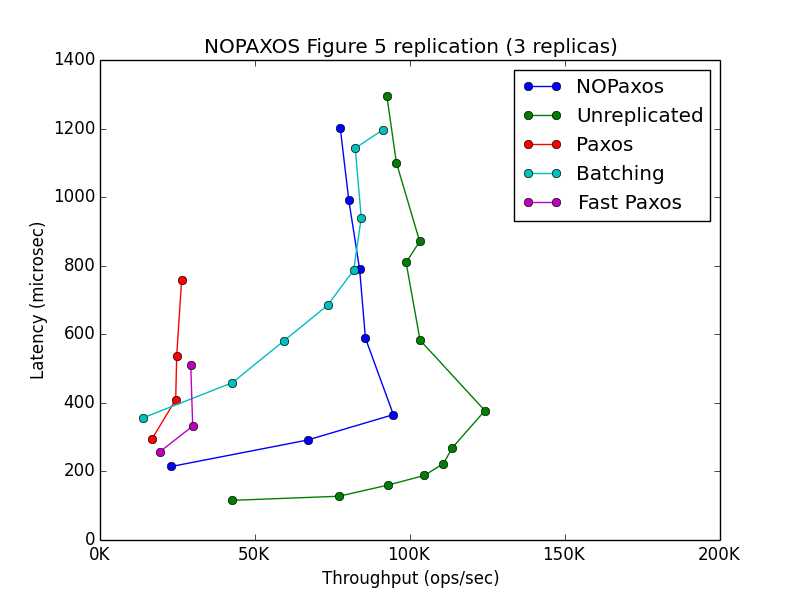 NOPAXOS Figure 5 replication (3 replicas)
1400
1200
1000
800
600
400
200
0
Latency (microsec)
NOPaxos
Unreplicated
Paxos
Batching
Fast Paxos
0K 50K 100K 150K 200K
Throughput (ops/sec)